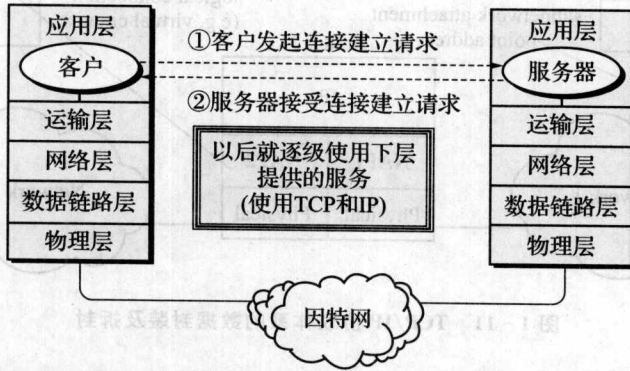 应用层
客户
运输层
网络层
数据链路层
物理层
①客户发起连接建立请求
②服务器接受连接建立请求
以后就逐级使用下层
提供的服务
(使用TCP和IP)
因特网
应用层
服务器
运输层
网络层
数据链路层
物理层